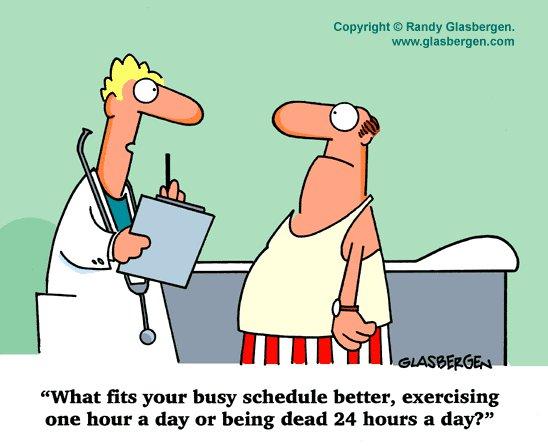 Copyright © Randy Glasbergen.
www.glasbergen.com
GLASBERGEN
“What fits your busy schedule better, exercising
one hour a day or being dead 24 hours a day?”